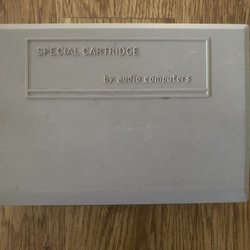 SPECIAL CARTRIDGE
by audio computers